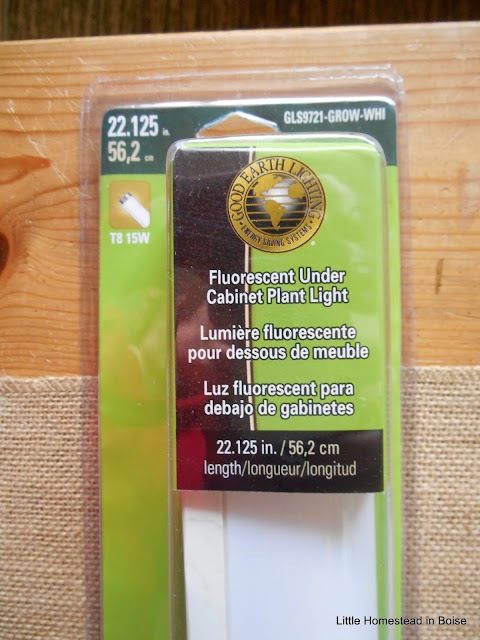 22.125 in.
56,2 cm
GLS9721-GROW-WHI
T8 15W
GOOD EARTH LIGHTING
ENERGY SAVING SYSTEMS
®
Fluorescent Under
Cabinet Plant Light
Lumière fluorescente
pour dessous de meuble
Luz fluorescent para
debajo de gabinetes
22.125 in. / 56,2 cm
length/longueur/longitud
Little Homestead in Boise